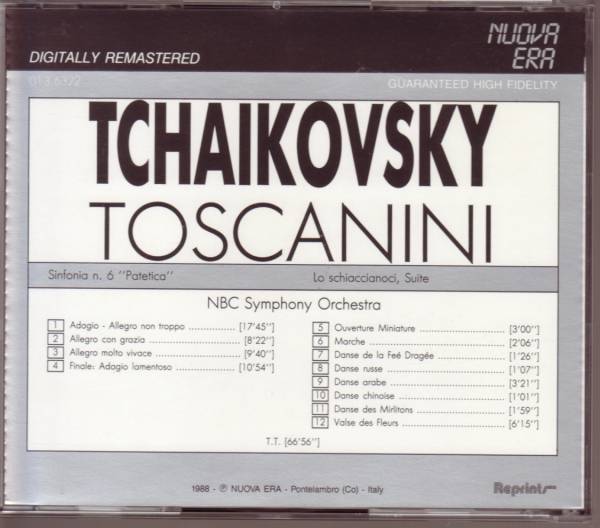 DIGITALLY REMASTERED
NUOVA
ERA
013.6322
GUARANTEED HIGH FIDELITY
TCHAIKOVSKY
TOSCANINI
Sinfonia n. 6 "Patetica"
Lo schiaccianoci, Suite
NBC Symphony Orchestra
1 Adagio - Allegro non troppo .............. [17'45'']
2 Allegro con grazia .............. [8'22'']
3 Allegro molto vivace .............. [9'40'']
4 Finale: Adagio lamentoso .............. [10'54'']
5 Ouverture Miniature .............. [3'00'']
6 Marche .............. [2'06'']
7 Danse de la Feé Dragée .............. [1'26'']
8 Danse russe .............. [1'07'']
9 Danse arabe .............. [3'21'']
10 Danse chinoise .............. [1'01'']
11 Danse des Mirlitons .............. [1'59'']
12 Valse des Fleurs .............. [6'15'']
T.T. [66'56'']
1988 - ℗ NUOVA ERA - Pontelambro (Co) - Italy
Reprints